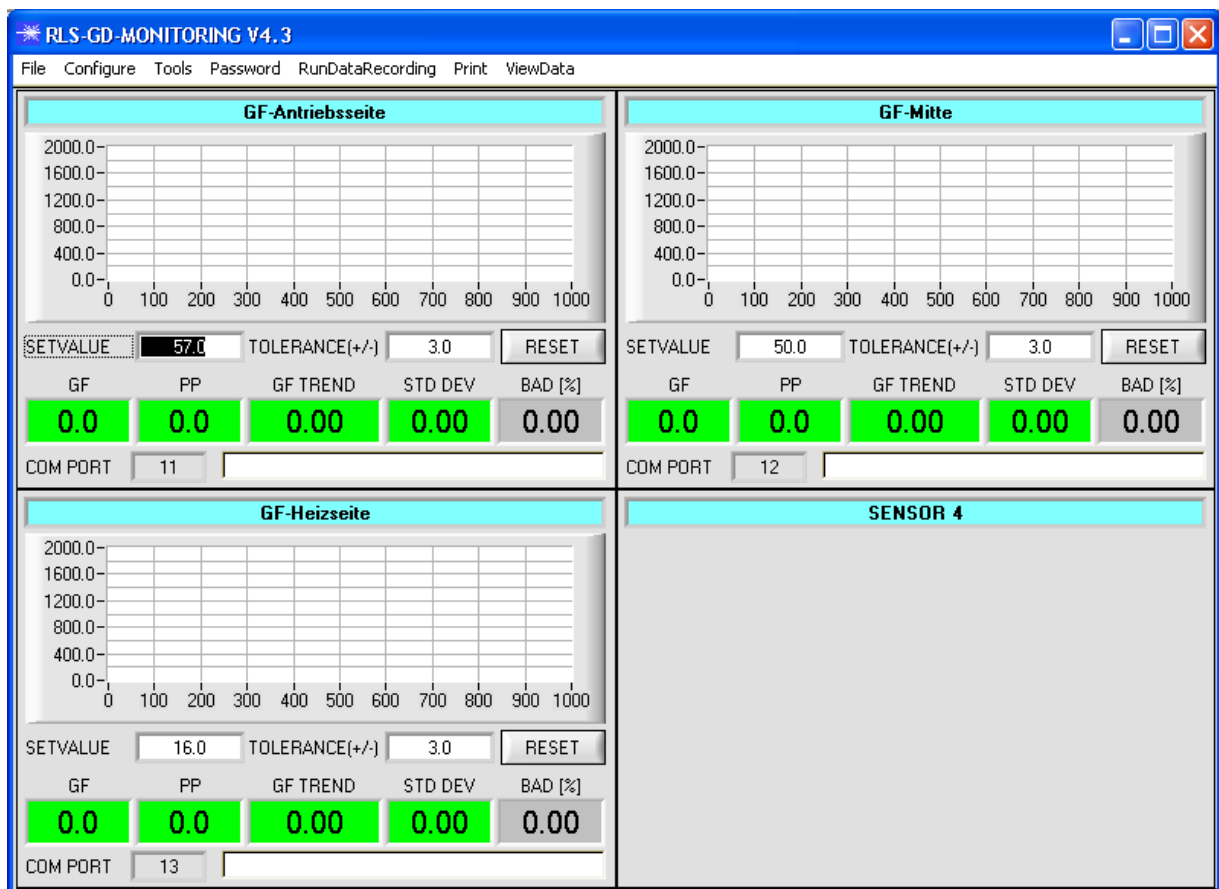 RLS-GD-MONITORING V4.3
File Configure Tools Password RunDataRecording Print ViewData
GF-Antriebsseite
2000.0
1600.0
1200.0
800.0
400.0
0.0
0 100 200 300 400 500 600 700 800 900 1000
SETVALUE 57.0 TOLERANCE(+/-) 3.0 RESET
GF PP GF TREND STD DEV BAD [%]
0.0 0.0 0.00 0.00 0.00
COM PORT 11
GF-Mitte
2000.0
1600.0
1200.0
800.0
400.0
0.0
0 100 200 300 400 500 600 700 800 900 1000
SETVALUE 50.0 TOLERANCE(+/-) 3.0 RESET
GF PP GF TREND STD DEV BAD [%]
0.0 0.0 0.00 0.00 0.00
COM PORT 12
GF-Heizseite
2000.0
1600.0
1200.0
800.0
400.0
0.0
0 100 200 300 400 500 600 700 800 900 1000
SETVALUE 16.0 TOLERANCE(+/-) 3.0 RESET
GF PP GF TREND STD DEV BAD [%]
0.0 0.0 0.00 0.00 0.00
COM PORT 13
SENSOR 4